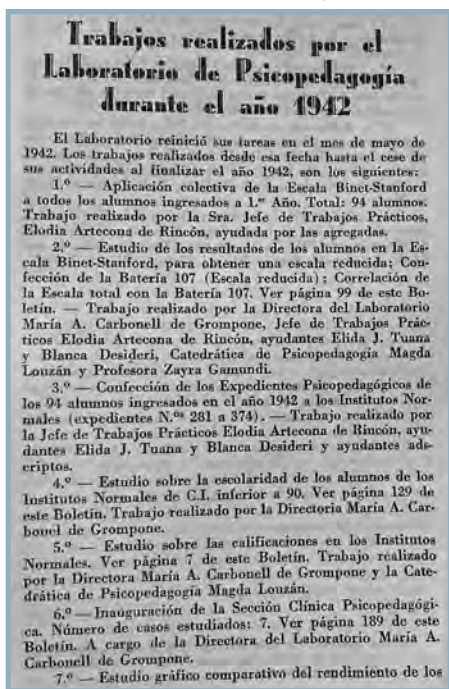 Trabajos realizados por el
Laboratorio de Psicopedagogía
durante el año 1942
El Laboratorio reinició sus tareas en el mes de mayo de
1942. Los trabajos realizados desde esa fecha hasta el cese de
sus actividades al finalizar el año 1942, son los siguientes:
1.º — Aplicación colectiva de la Escala Binet-Stanford
a todos los alumnos ingresados a 1.er Año. Total: 94 alumnos.
Trabajo realizado por la Sra. Jefe de Trabajos Prácticos,
Elodia Artecona de Rincón, ayudada por las agregadas.
2.º — Estudio de los resultados de los alumnos en la Es-
cala Binet-Stanford, para obtener una escala reducida; Con-
fección de la Batería 107 (Escala reducida); Correlación de
la Escala total con la Batería 107. Ver página 99 de este Bo-
letín. — Trabajo realizado por la Directora del Laboratorio
María A. Carbonell de Grompone, Jefe de Trabajos Prác-
ticos Elodia Artecona de Rincón, ayudantes Elida J. Tuana
y Blanca Desideri, Catedrática de Psicopedagogía Magda
Louzán y Profesora Zayra Gamundi.
3.º — Confección de los Expedientes Psicopedagógicos de
los 94 alumnos ingresados en el año 1942 a los Institutos Nor-
males (expedientes N.os 281 a 374). — Trabajo realizado por
la Jefe de Trabajos Prácticos Elodia Artecona de Rincón, ayu-
dantes Elida J. Tuana y Blanca Desideri y ayudantes ads-
criptos.
4.º — Estudio sobre la escolaridad de los alumnos de los
Institutos Normales de C.I. inferior a 90. Ver página 129 de
este Boletín. Trabajo realizado por la Directoria María A. Car-
bonel de Grompone.
5.º — Estudio sobre las calificaciones en los Institutos
Normales. Ver página 7 de este Boletín. Trabajo realizado
por la Directora María A. Carbonell de Grompone y la Cate-
drática de Psicopedagogía Magda Louzán.
6.º — Inauguración de la Sección Clínica Psicopedagógi-
ca. Número de casos estudiados: 7. Ver página 189 de este
Boletín. A cargo de la Directora del Laboratorio María A.
Carbonell de Grompone.
7.º — Estudio gráfico comparativo del rendimiento de los